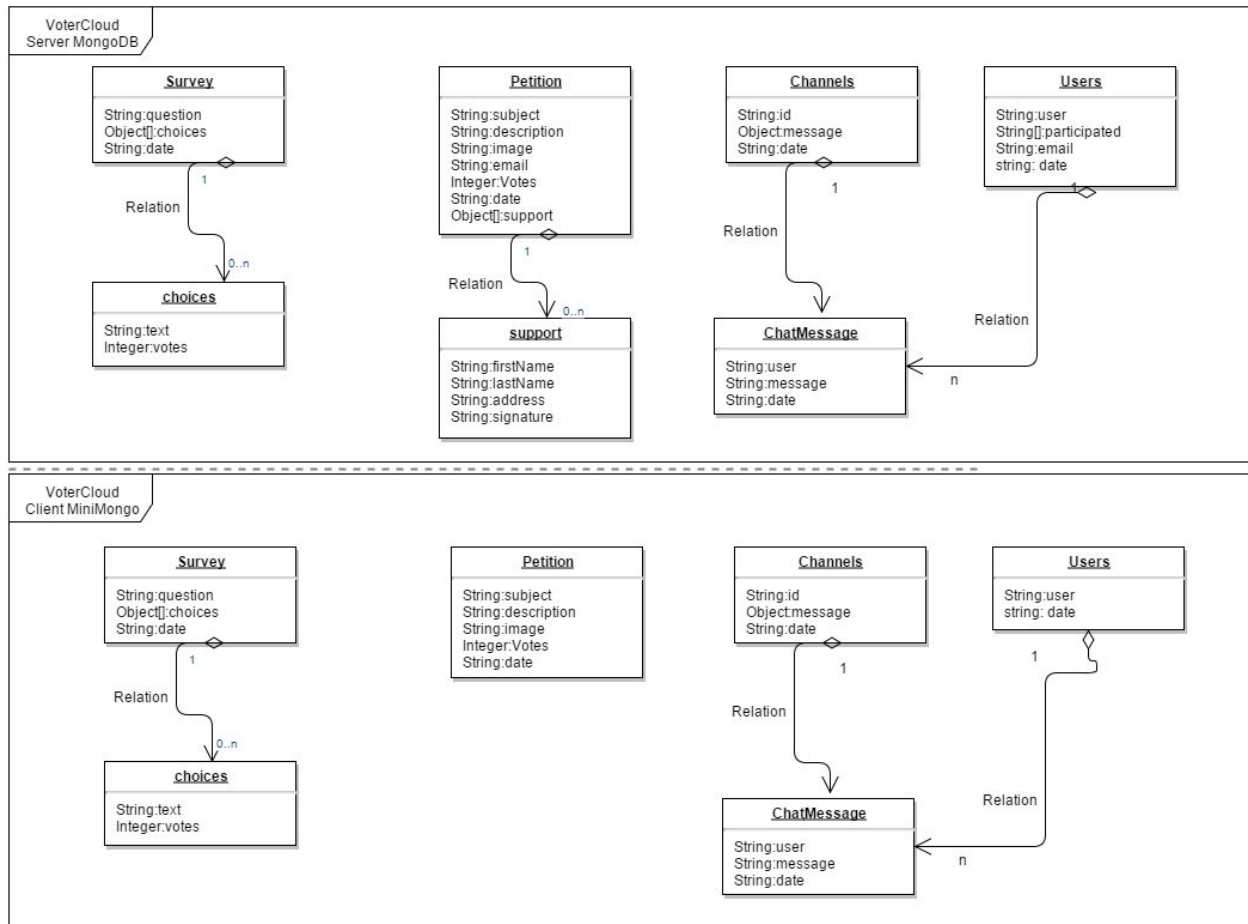 VoterCloud
Server MongoDB
Survey
String:question
Object[]:choices
String:date
1
Relation
0..n
choices
String:text
Integer:votes
Petition
String:subject
String:description
String:image
String:email
Integer:Votes
String:date
Object[]:support
1
Relation
0..n
support
String:firstName
String:lastName
String:address
String:signature
Channels
String:id
Object:message
String:date
1
Relation
ChatMessage
String:user
String:message
String:date
Users
String:user
String[]:participated
String:email
string: date
1
Relation
n
VoterCloud
Client MiniMongo
Survey
String:question
Object[]:choices
String:date
1
Relation
0..n
choices
String:text
Integer:votes
Petition
String:subject
String:description
String:image
Integer:Votes
String:date
Channels
String:id
Object:message
String:date
1
Relation
ChatMessage
String:user
String:message
String:date
Users
String:user
string: date
1
Relation
n